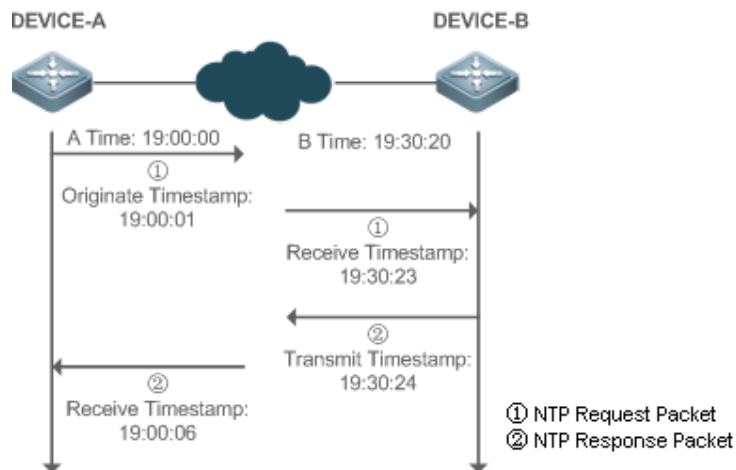 DEVICE-A
DEVICE-B
A Time: 19:00:00
B Time: 19:30:20
①
Originate Timestamp:
19:00:01
①
Receive Timestamp:
19:30:23
②
Transmit Timestamp:
19:30:24
②
Receive Timestamp:
19:00:06
① NTP Request Packet
② NTP Response Packet